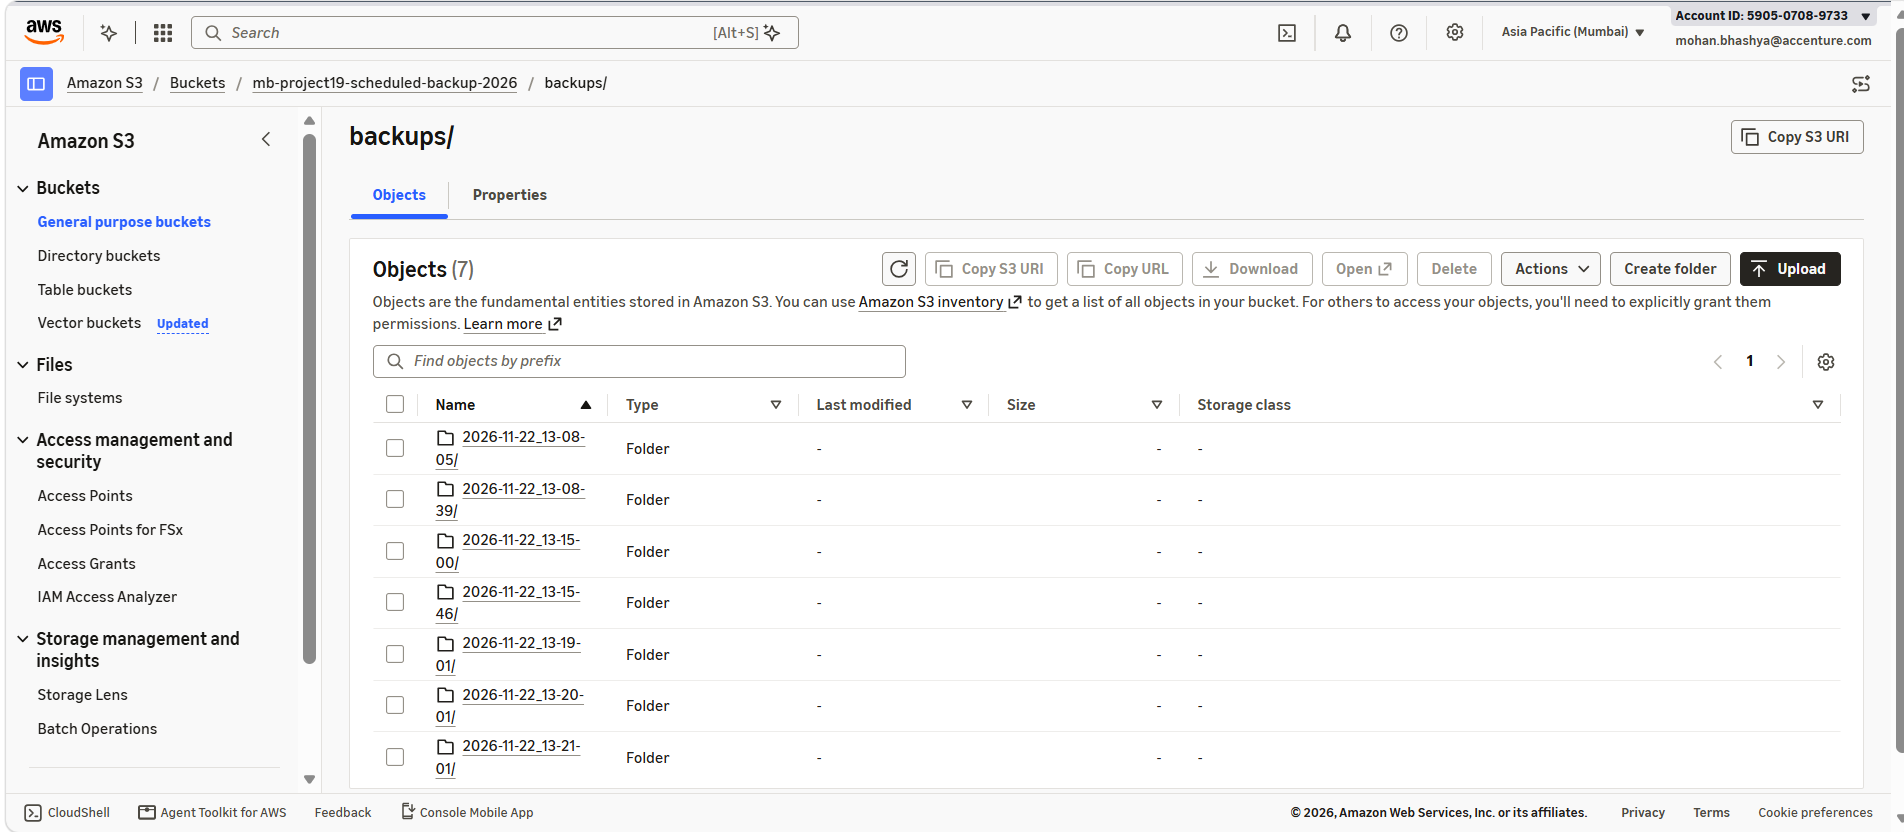 aws
Search
[Alt+S]
Asia Pacific (Mumbai)
Account ID: 5905-0708-9733
mohan.bhashya@accenture.com
Amazon S3 / Buckets / mb-project19-scheduled-backup-2026 / backups/
Amazon S3
Buckets
General purpose buckets
Directory buckets
Table buckets
Vector buckets Updated
Files
File systems
Access management and
security
Access Points
Access Points for FSx
Access Grants
IAM Access Analyzer
Storage management and
insights
Storage Lens
Batch Operations
backups/
Copy S3 URI
Objects Properties
Objects (7)
Copy S3 URI Copy URL Download Open Delete Actions Create folder Upload
Objects are the fundamental entities stored in Amazon S3. You can use Amazon S3 inventory to get a list of all objects in your bucket. For others to access your objects, you'll need to explicitly grant them
permissions. Learn more
Find objects by prefix
1
Name Type Last modified Size Storage class
2026-11-22_13-08-
05/
Folder - - -
2026-11-22_13-08-
39/
Folder - - -
2026-11-22_13-15-
00/
Folder - - -
2026-11-22_13-15-
46/
Folder - - -
2026-11-22_13-19-
01/
Folder - - -
2026-11-22_13-20-
01/
Folder - - -
2026-11-22_13-21-
01/
Folder - - -
CloudShell Agent Toolkit for AWS Feedback Console Mobile App
© 2026, Amazon Web Services, Inc. or its affiliates. Privacy Terms Cookie preferences